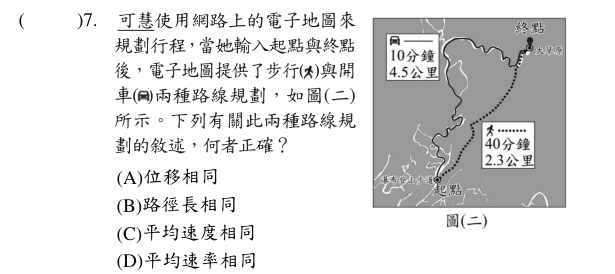 (　　)7. 可慧使用網路上的電子地圖來
規劃行程，當她輸入起點與終點
後，電子地圖提供了步行(🚶)與開
車(🚘)兩種路線規劃，如圖(二)
所示。下列有關此兩種路線規
劃的敘述，何者正確？
(A)位移相同
(B)路徑長相同
(C)平均速度相同
(D)平均速率相同
終點
10分鐘
4.5公里
40分鐘
2.3公里
起點
圖(二)